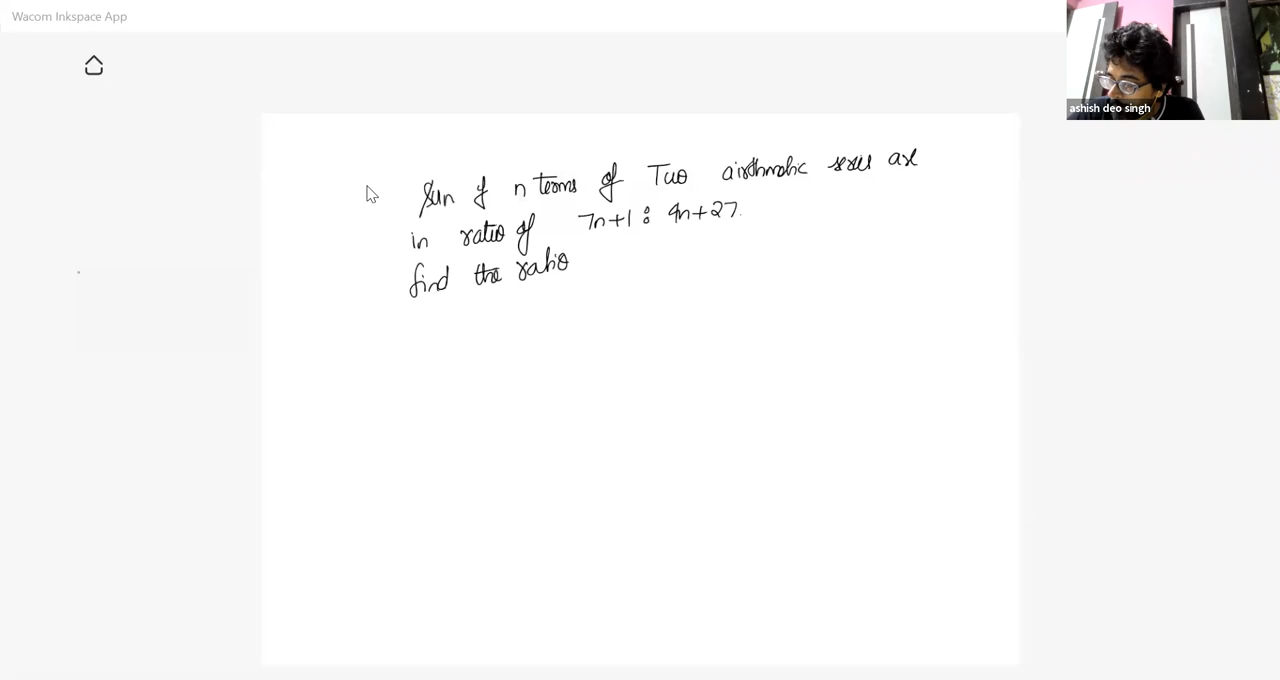 Wacom Inkspace App
ashish deo singh
Sum of n terms of Two airthmatic series are
in ratio of 7n+1 : 4n+27.
find the ratio